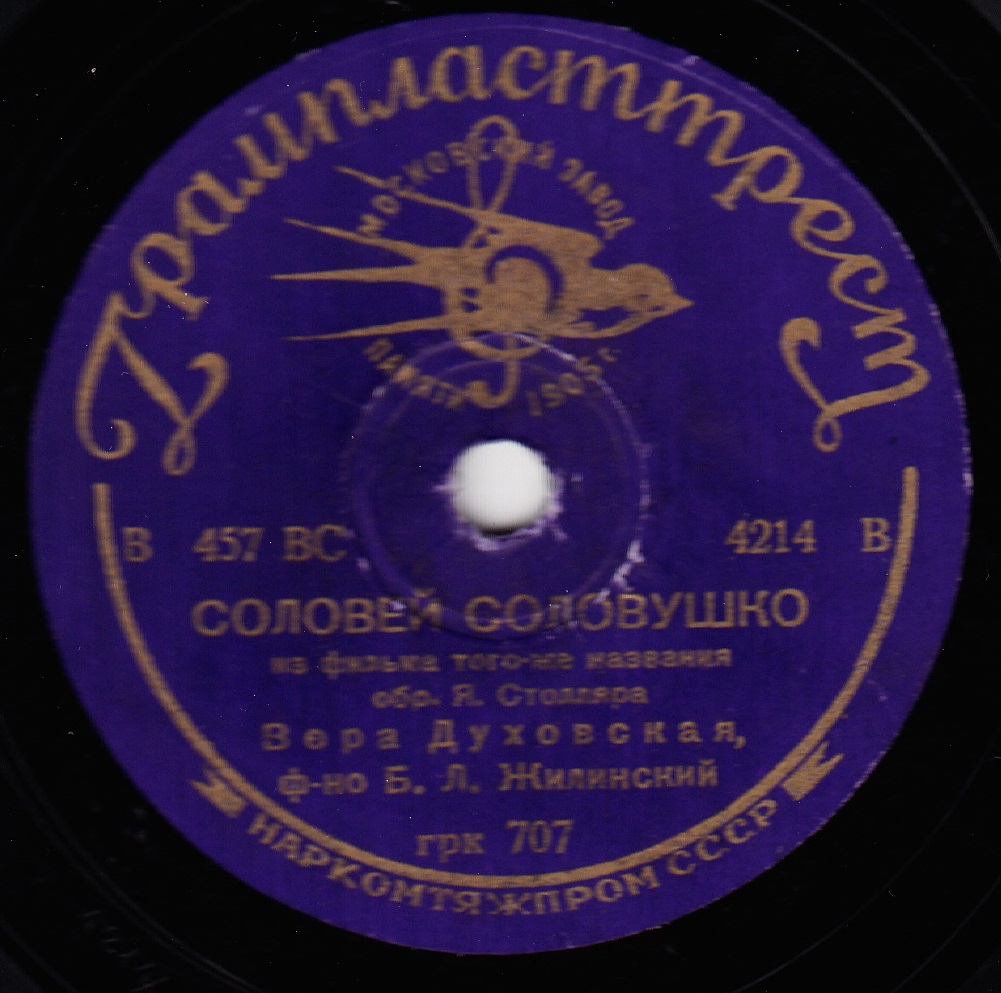 Грампласттрест
МОСКОВСКИЙ ЗАВОД
ПАМЯТИ 1905 г.
В 457 ВС 4214 В
СОЛОВЕЙ СОЛОВУШКО
из фильма того-же названия
обр. Я. Столляра
Вера Духовская,
ф-но Б. Л. Жилинский
грк 707
НАРКОМТЯЖПРОМ СССР